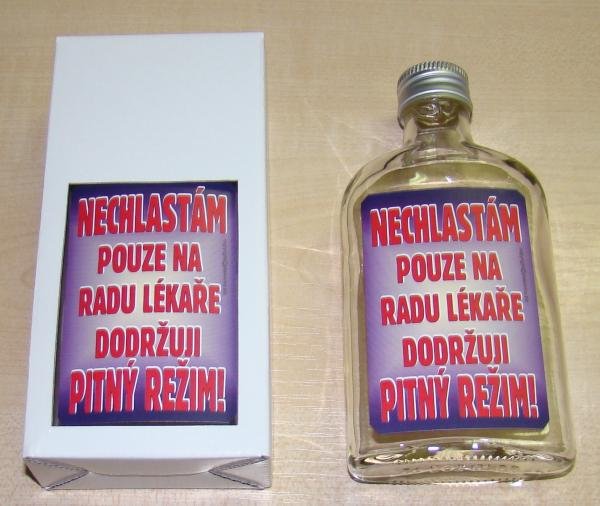 NECHLASTÁM
POUZE NA
RADU LÉKAŘE
DODRŽUJI
PITNÝ REŽIM!
NECHLASTÁM
POUZE NA
RADU LÉKAŘE
DODRŽUJI
PITNÝ REŽIM!